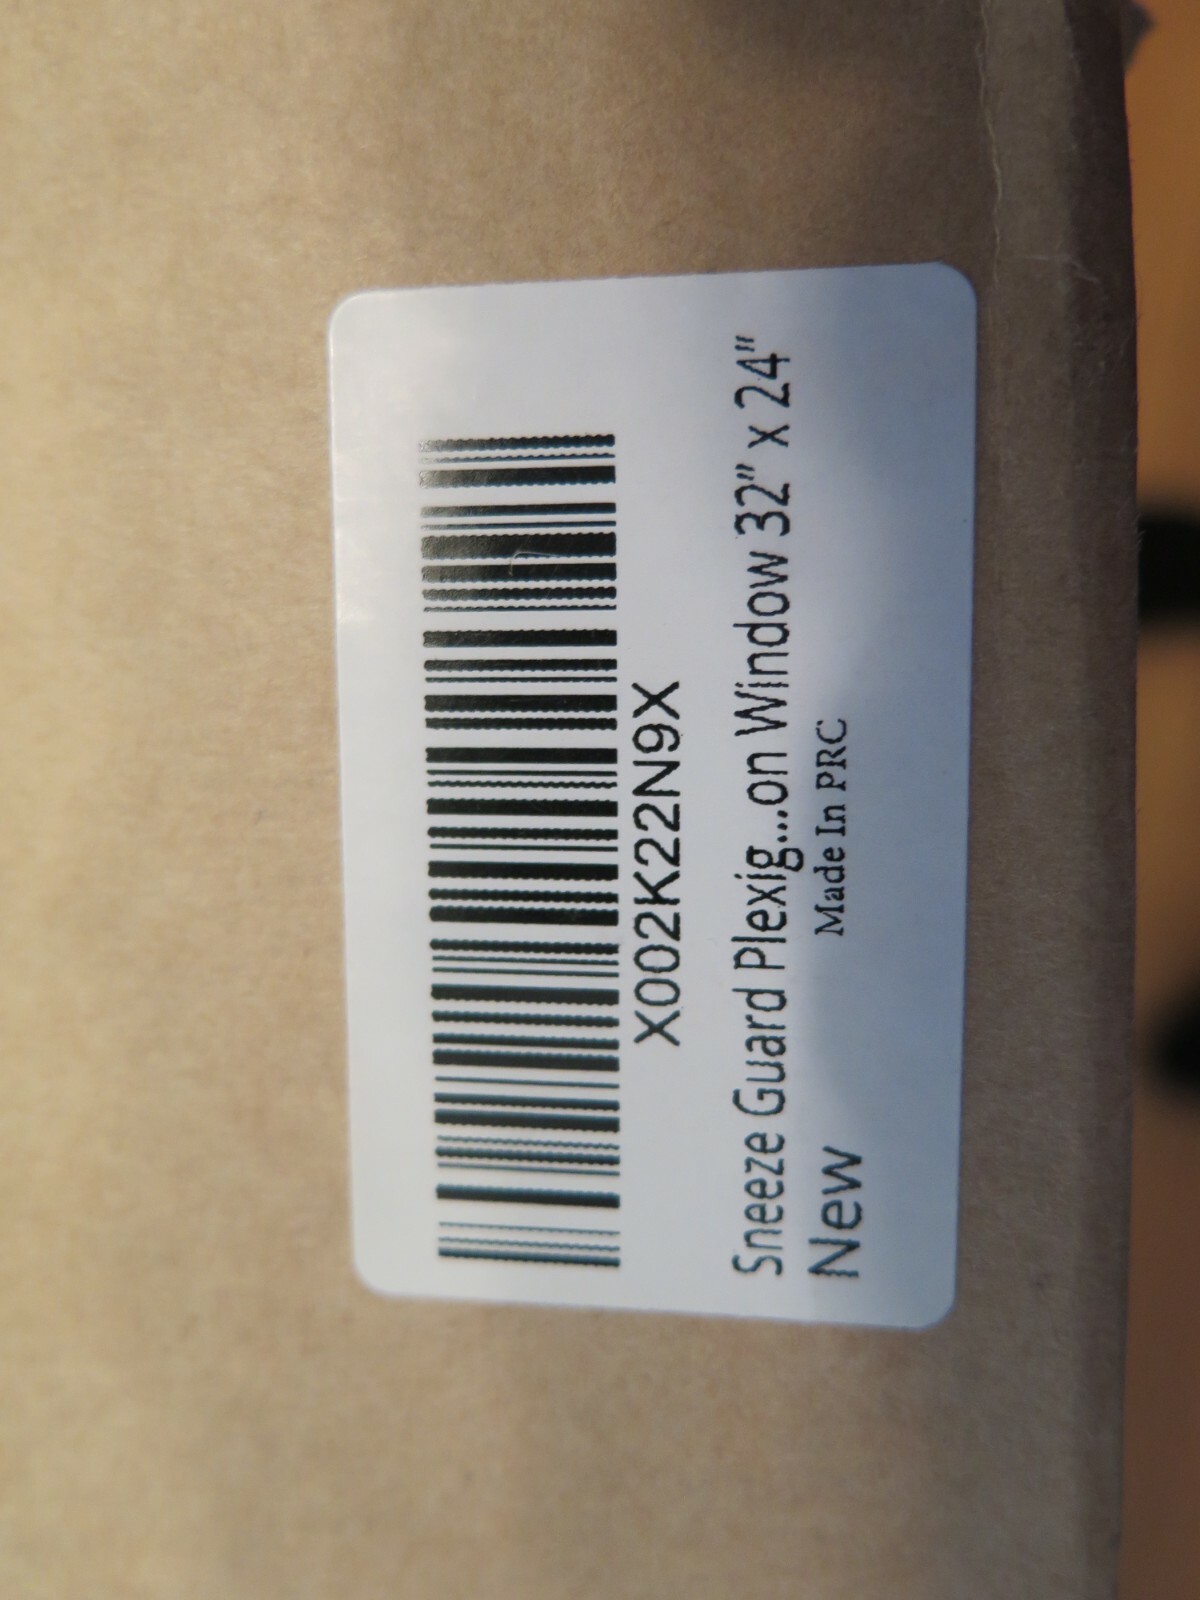 X002K22N9X
Sneeze Guard Plexig...on Window 32" x 24"
New
Made In PRC